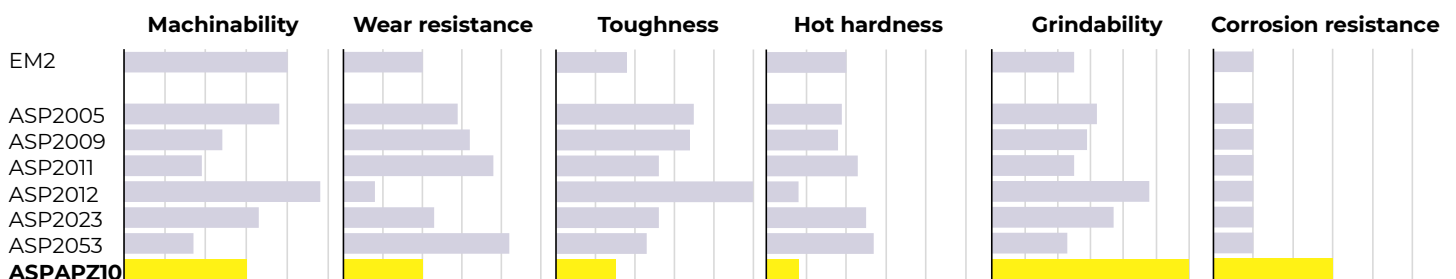 Machinability Wear resistance Toughness Hot hardness Grindability Corrosion resistance
EM2
ASP2005
ASP2009
ASP2011
ASP2012
ASP2023
ASP2053
ASPAPZ10